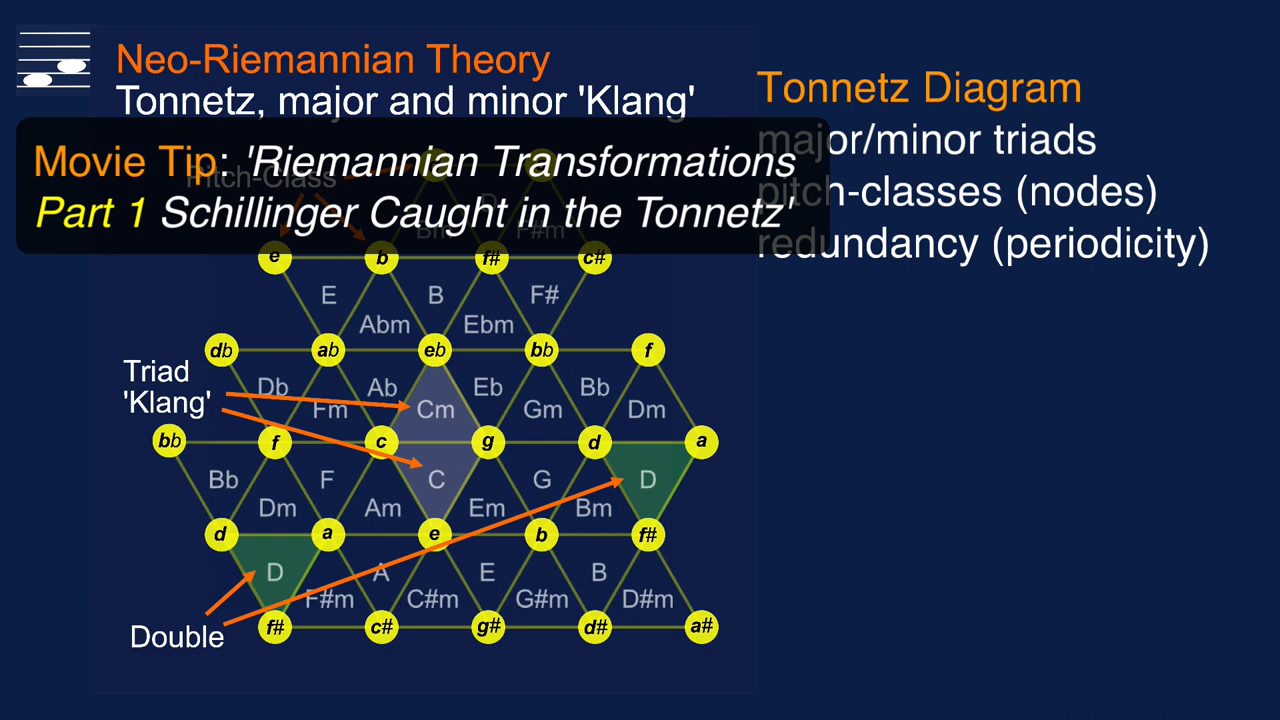 Neo-Riemannian Theory
Tonnetz, major and minor 'Klang'
Tonnetz Diagram
major/minor triads
pitch-classes (nodes)
redundancy (periodicity)
Movie Tip: 'Riemannian Transformations
Part 1 Schillinger Caught in the Tonnetz'
Pitch-Class
Bm F#m
e b f# c#
E B F#
Abm Ebm
db ab eb bb f
Triad
'Klang'
Db Ab Eb Bb
Fm Cm Gm Dm
bb f c g d a
Bb F C G D
Dm Am Em Bm
d a e b f#
D A E B
F#m C#m G#m D#m
f# c# g# d# a#
Double